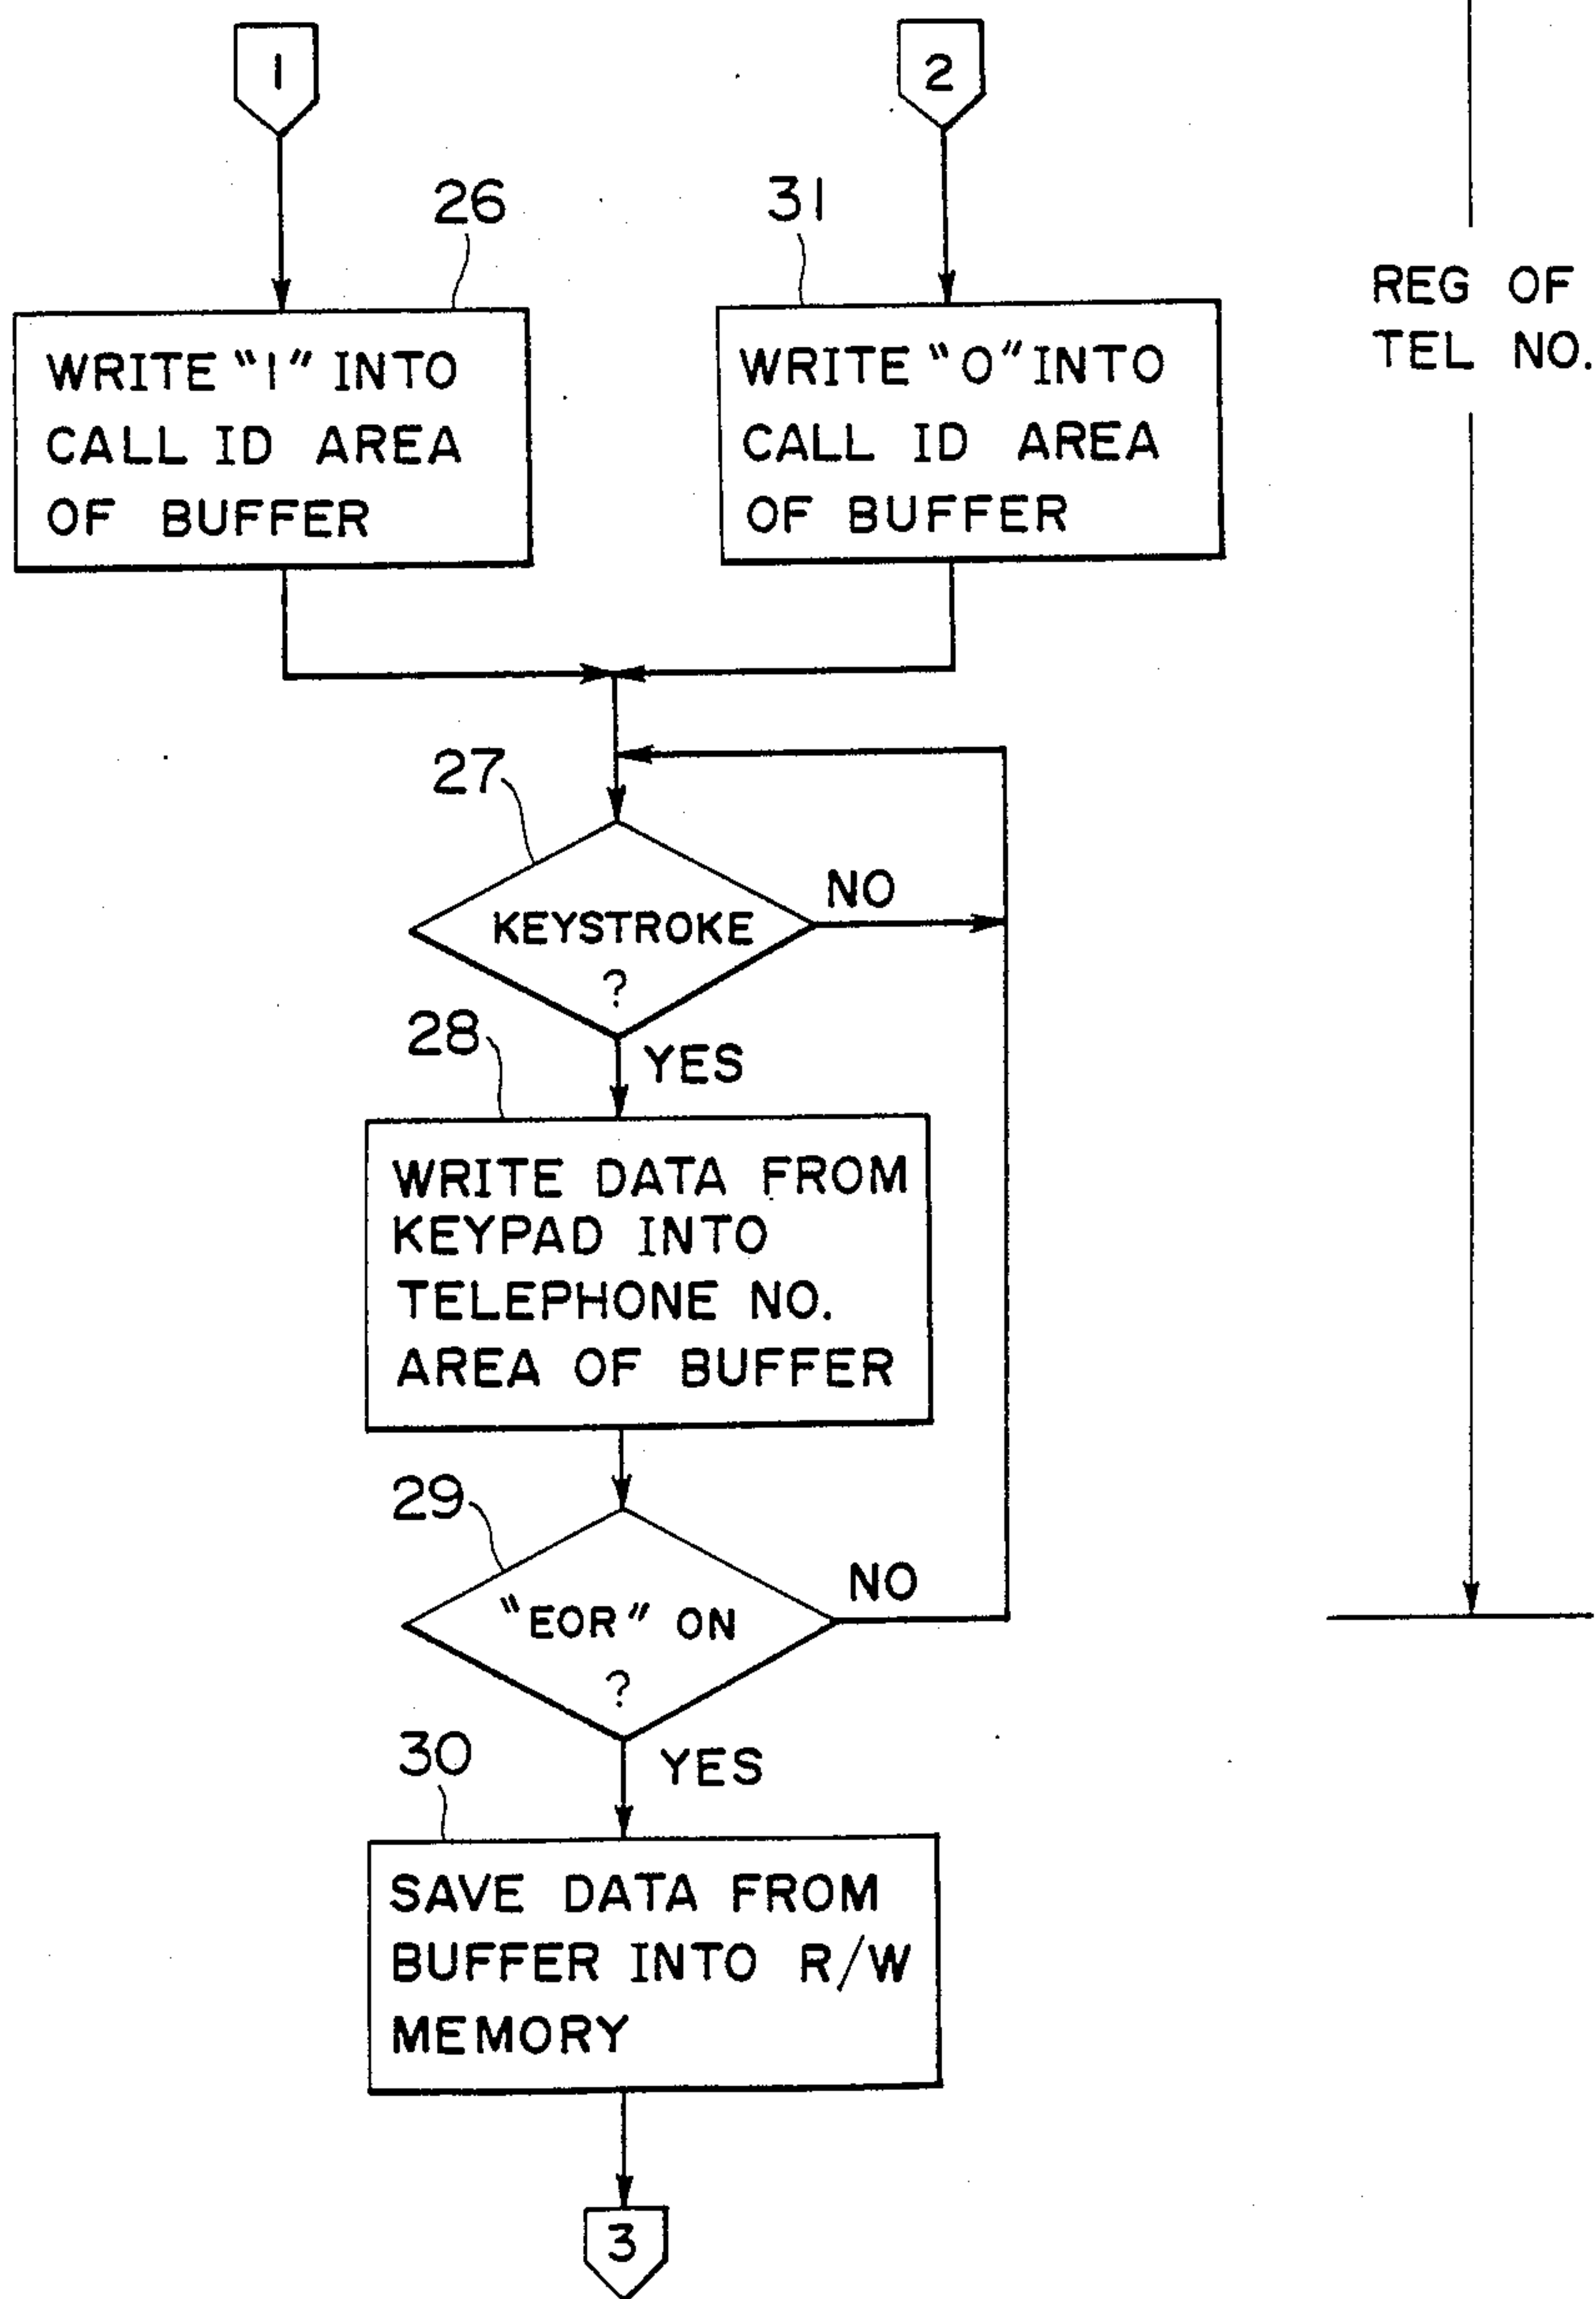 1
2
26
31
WRITE "1" INTO
CALL ID AREA
OF BUFFER
WRITE "0" INTO
CALL ID AREA
OF BUFFER
REG OF
TEL NO.
27
KEYSTROKE
?
NO
YES
28
WRITE DATA FROM
KEYPAD INTO
TELEPHONE NO.
AREA OF BUFFER
29
"EOR" ON
?
NO
YES
30
SAVE DATA FROM
BUFFER INTO R/W
MEMORY
3